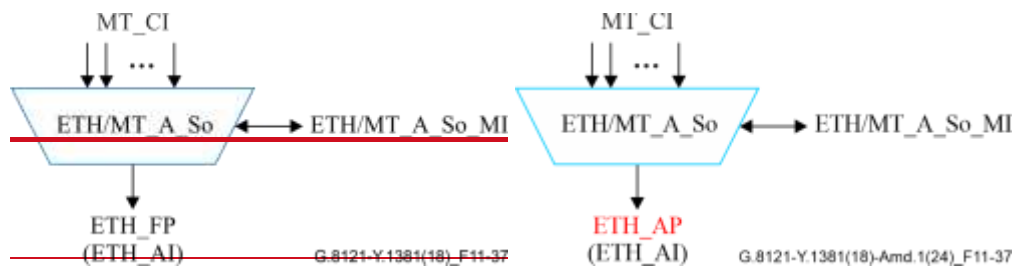 MT_CI
...
ETH/MT_A_So
ETH/MT_A_So_MI
ETH_FP
(ETH_AI)
G.8121-Y.1381(18)_F11-37
MT_CI
...
ETH/MT_A_So
ETH/MT_A_So_MI
ETH_AP
(ETH_AI)
G.8121-Y.1381(18)-Amd.1(24)_F11-37